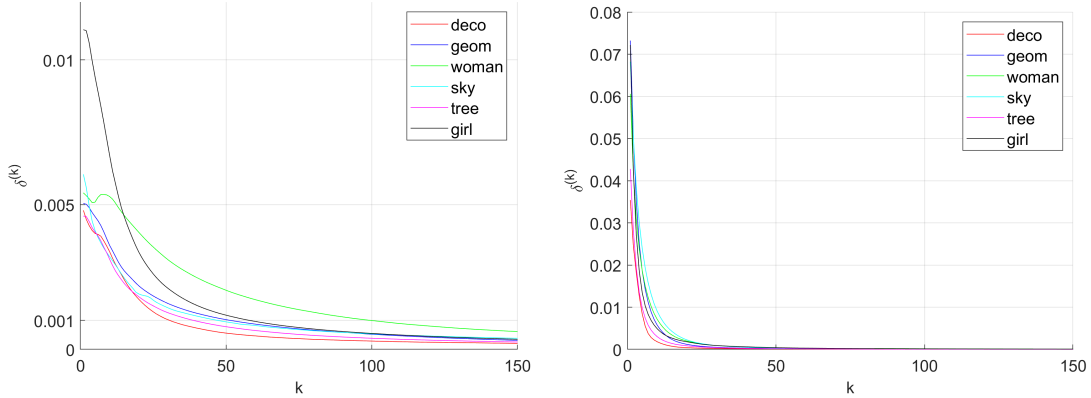 0.01
0.005
0.001
0
0
50
100
150
k
δ(k)
deco
geom
woman
sky
tree
girl
0.08
0.07
0.06
0.05
0.04
0.03
0.02
0.01
0
0
50
100
150
k
δ(k)
deco
geom
woman
sky
tree
girl